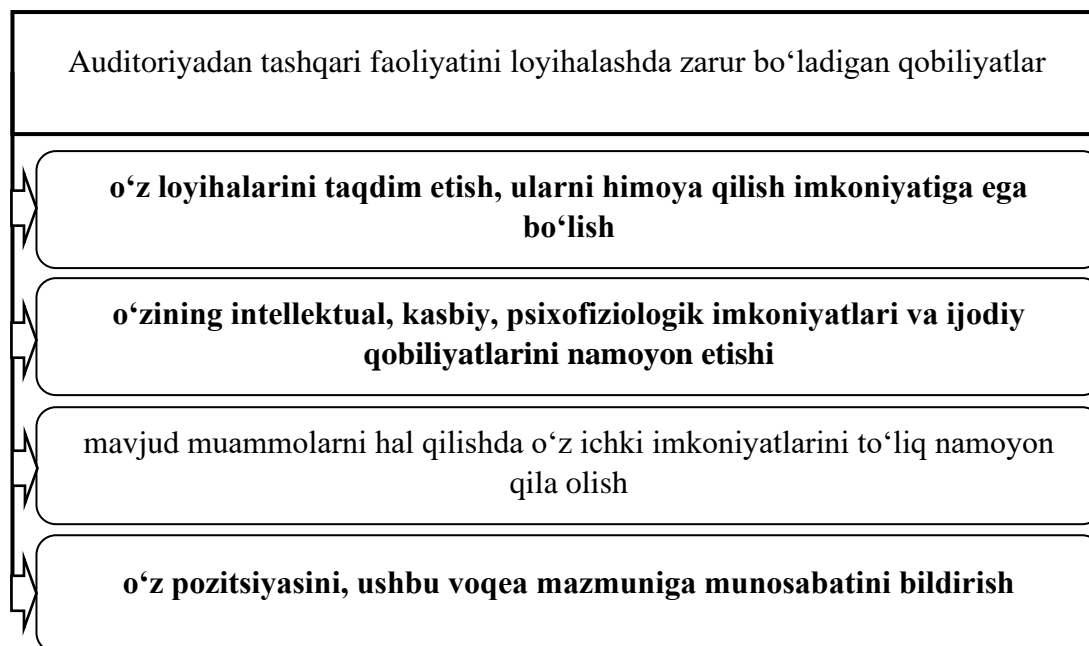 Auditoriyadan tashqari faoliyatini loyihalashda zarur bo‘ladigan qobiliyatlar
o‘z loyihalarini taqdim etish, ularni himoya qilish imkoniyatiga ega
bo‘lish
o‘zining intellektual, kasbiy, psixofiziologik imkoniyatlari va ijodiy
qobiliyatlarini namoyon etishi
mavjud muammolarni hal qilishda o‘z ichki imkoniyatlarini to‘liq namoyon
qila olish
o‘z pozitsiyasini, ushbu voqea mazmuniga munosabatini bildirish